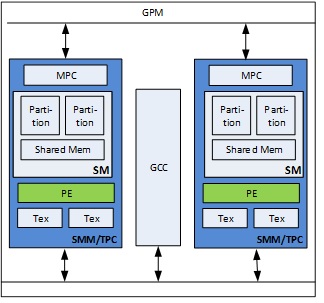 GPM
MPC
Parti-
tion
Parti-
tion
Shared Mem
SM
PE
Tex
Tex
SMM/TPC
GCC
MPC
Parti-
tion
Parti-
tion
Shared Mem
SM
PE
Tex
Tex
SMM/TPC